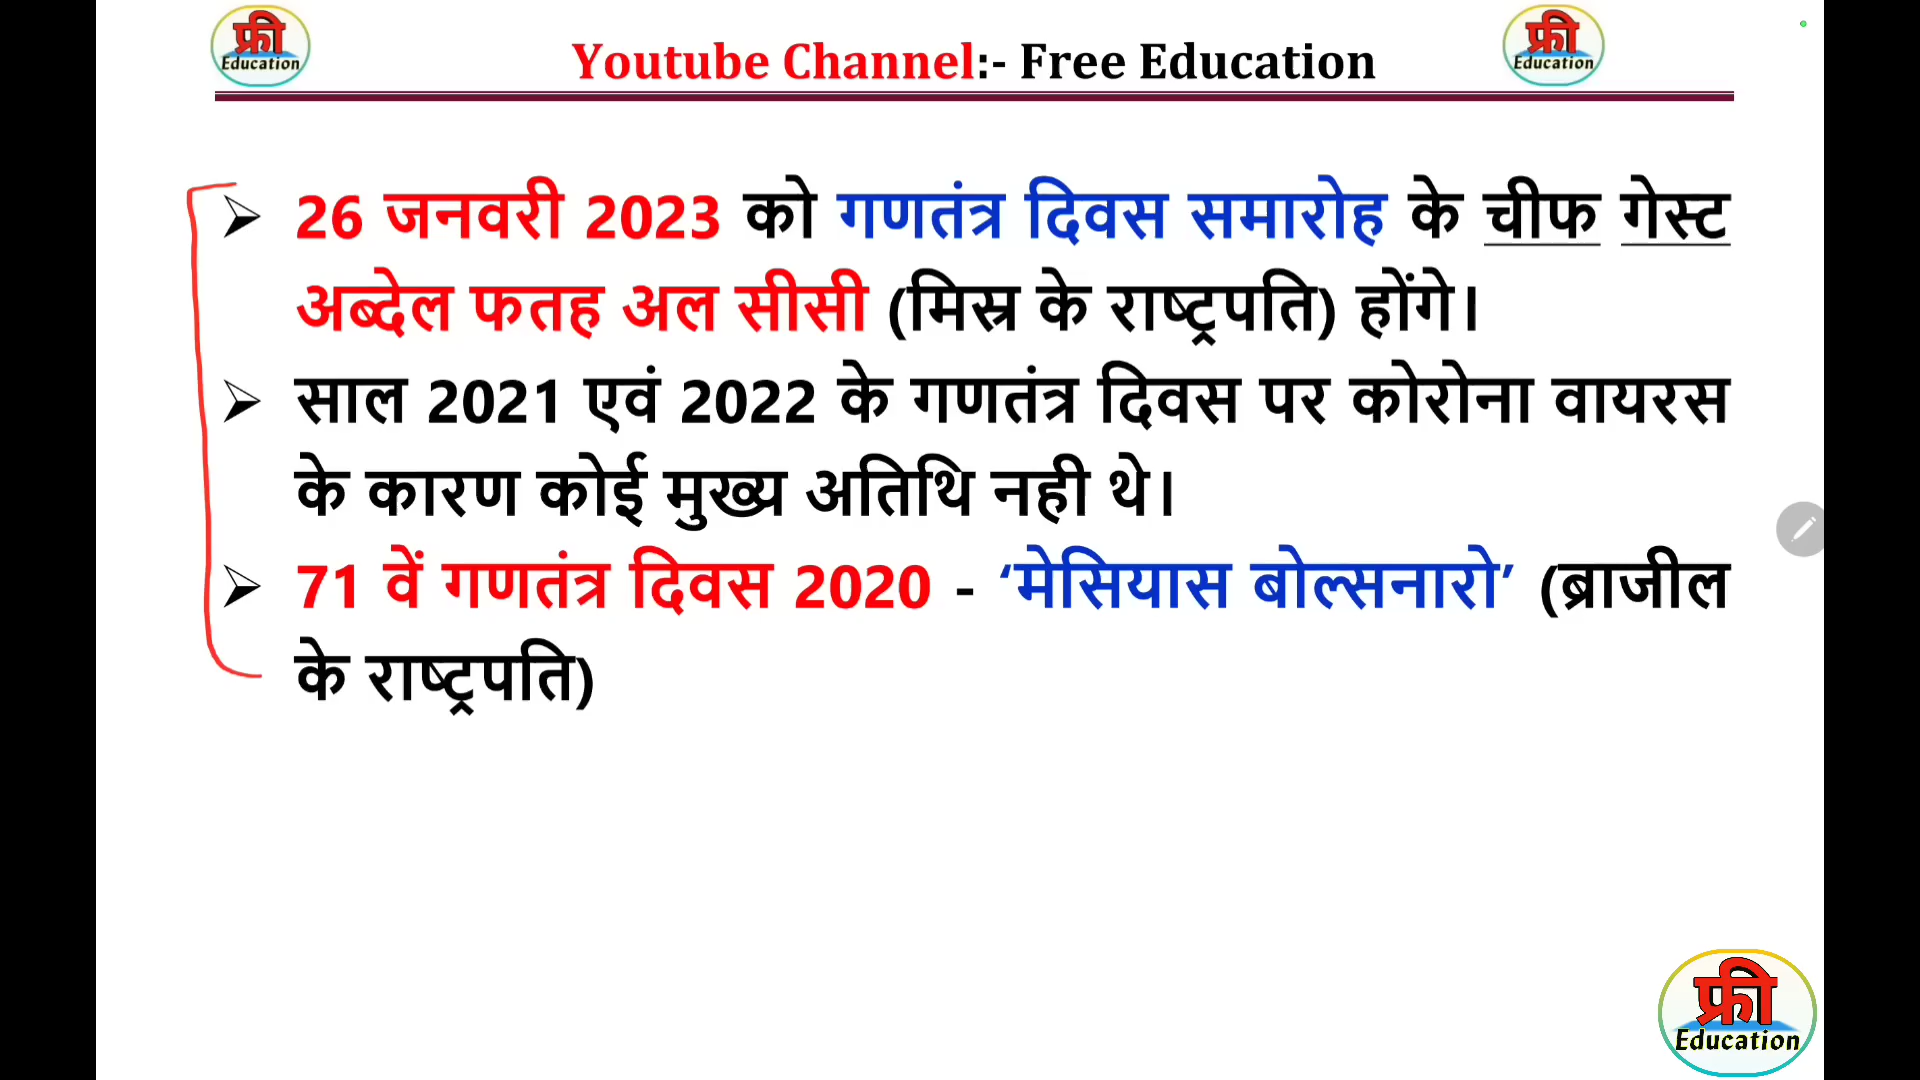 फ्री
Education
Youtube Channel:- Free Education
फ्री
Education
➢ 26 जनवरी 2023 को गणतंत्र दिवस समारोह के चीफ गेस्ट
अब्देल फतह अल सीसी (मिस्र के राष्ट्रपति) होंगे।
➢ साल 2021 एवं 2022 के गणतंत्र दिवस पर कोरोना वायरस
के कारण कोई मुख्य अतिथि नही थे।
➢ 71 वें गणतंत्र दिवस 2020 - ‘मेसियास बोल्सनारो’ (ब्राजील
के राष्ट्रपति)
फ्री
Education